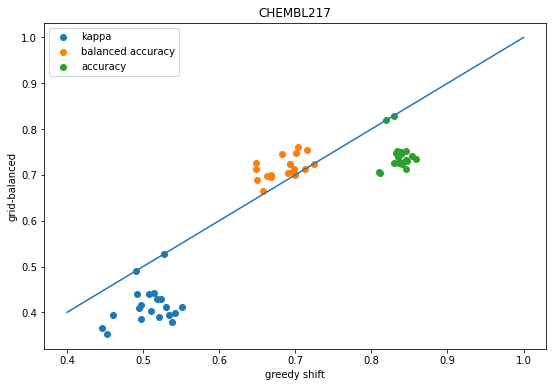 CHEMBL217
kappa
balanced accuracy
accuracy
grid-balanced
1.0
0.9
0.8
0.7
0.6
0.5
0.4
0.4 0.5 0.6 0.7 0.8 0.9 1.0
greedy shift